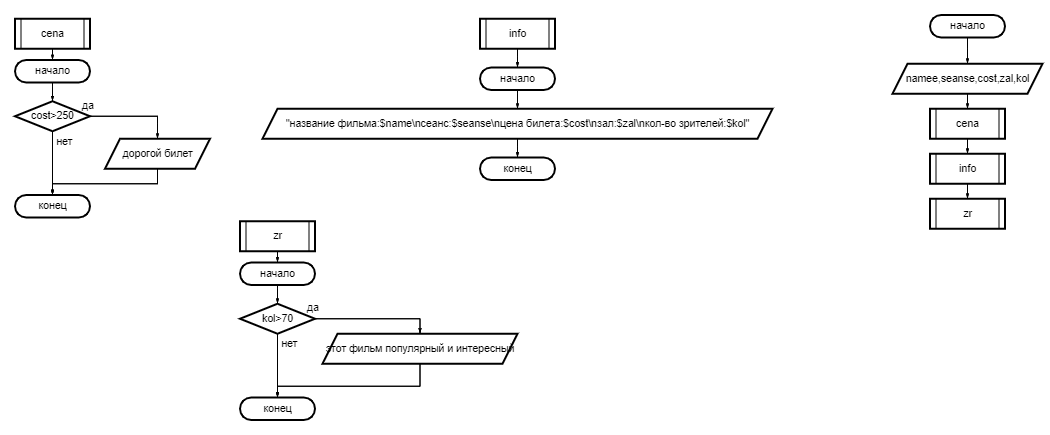 cena
начало
cost>250
да
нет
дорогой билет
конец
info
начало
"название фильма:$name\nсеанс:$seanse\nцена билета:$cost\nзал:$zal\nкол-во зрителей:$kol"
конец
начало
namee,seanse,cost,zal,kol
cena
info
zr
zr
начало
kol>70
да
нет
этот фильм популярный и интересный
конец